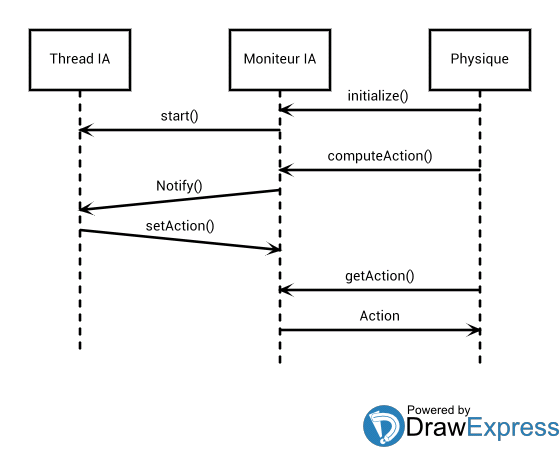 Thread IA
Moniteur IA
Physique
initialize()
start()
computeAction()
Notify()
setAction()
getAction()
Action
Powered by
DrawExpress